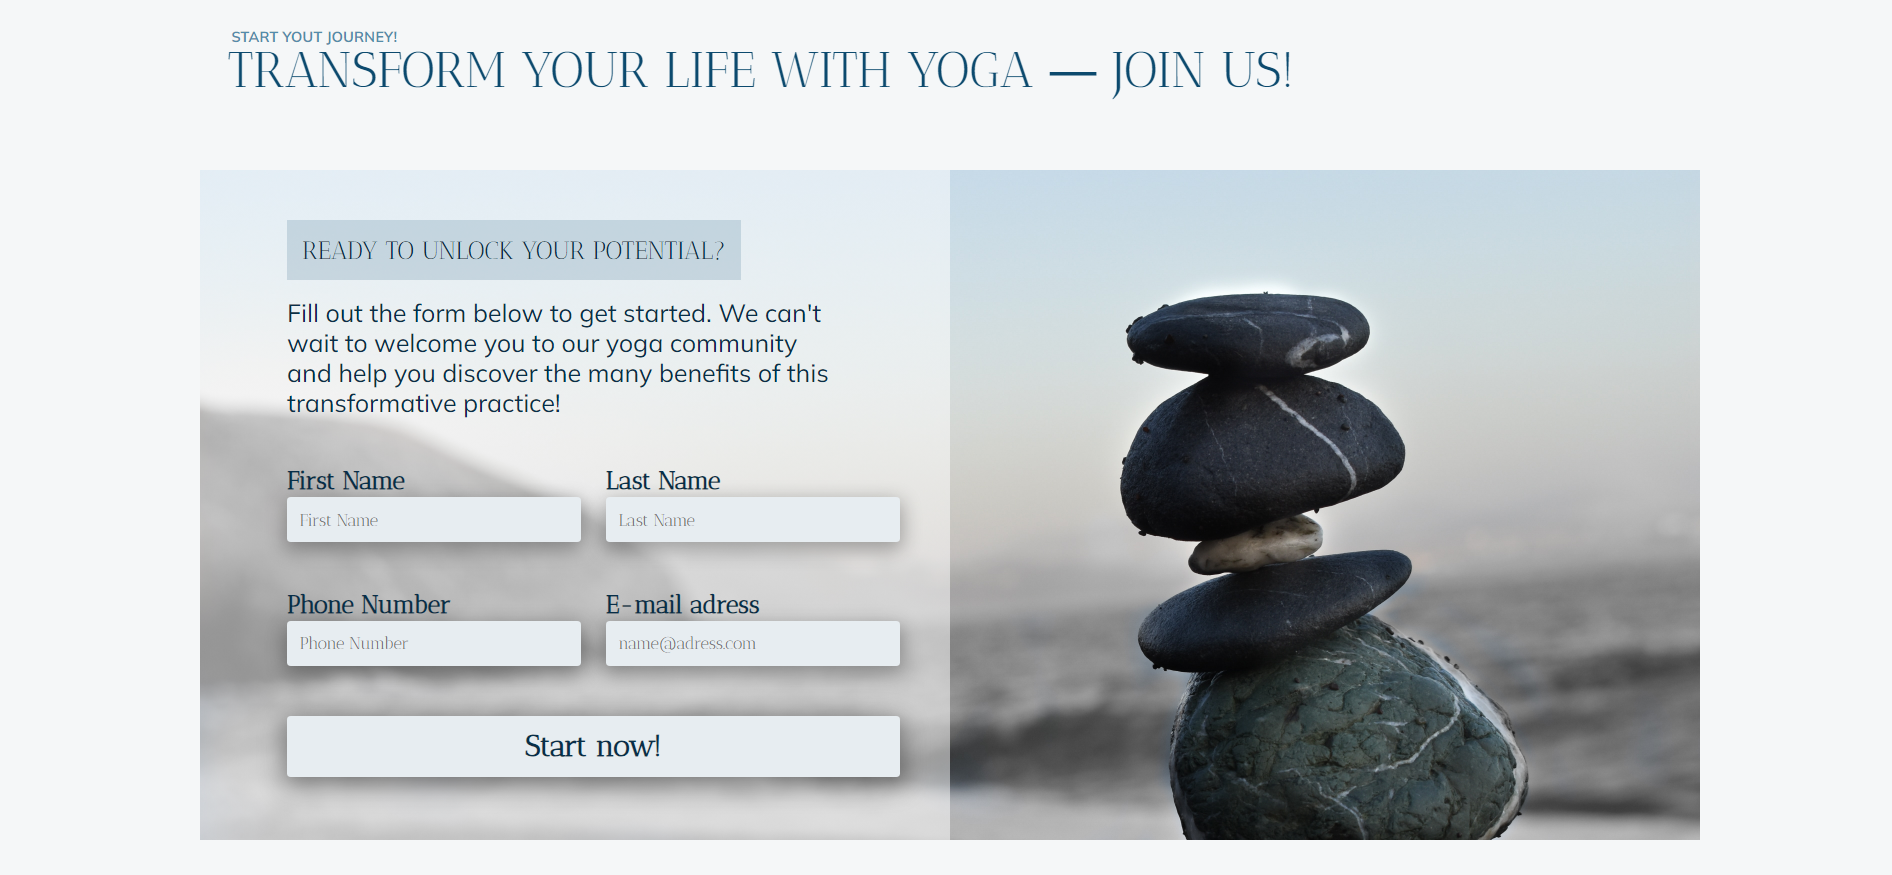 START YOUT JOURNEY!
TRANSFORM YOUR LIFE WITH YOGA — JOIN US!
READY TO UNLOCK YOUR POTENTIAL?
Fill out the form below to get started. We can't
wait to welcome you to our yoga community
and help you discover the many benefits of this
transformative practice!
First Name
Last Name
First Name
Last Name
Phone Number
E-mail adress
Phone Number
name@adress.com
Start now!